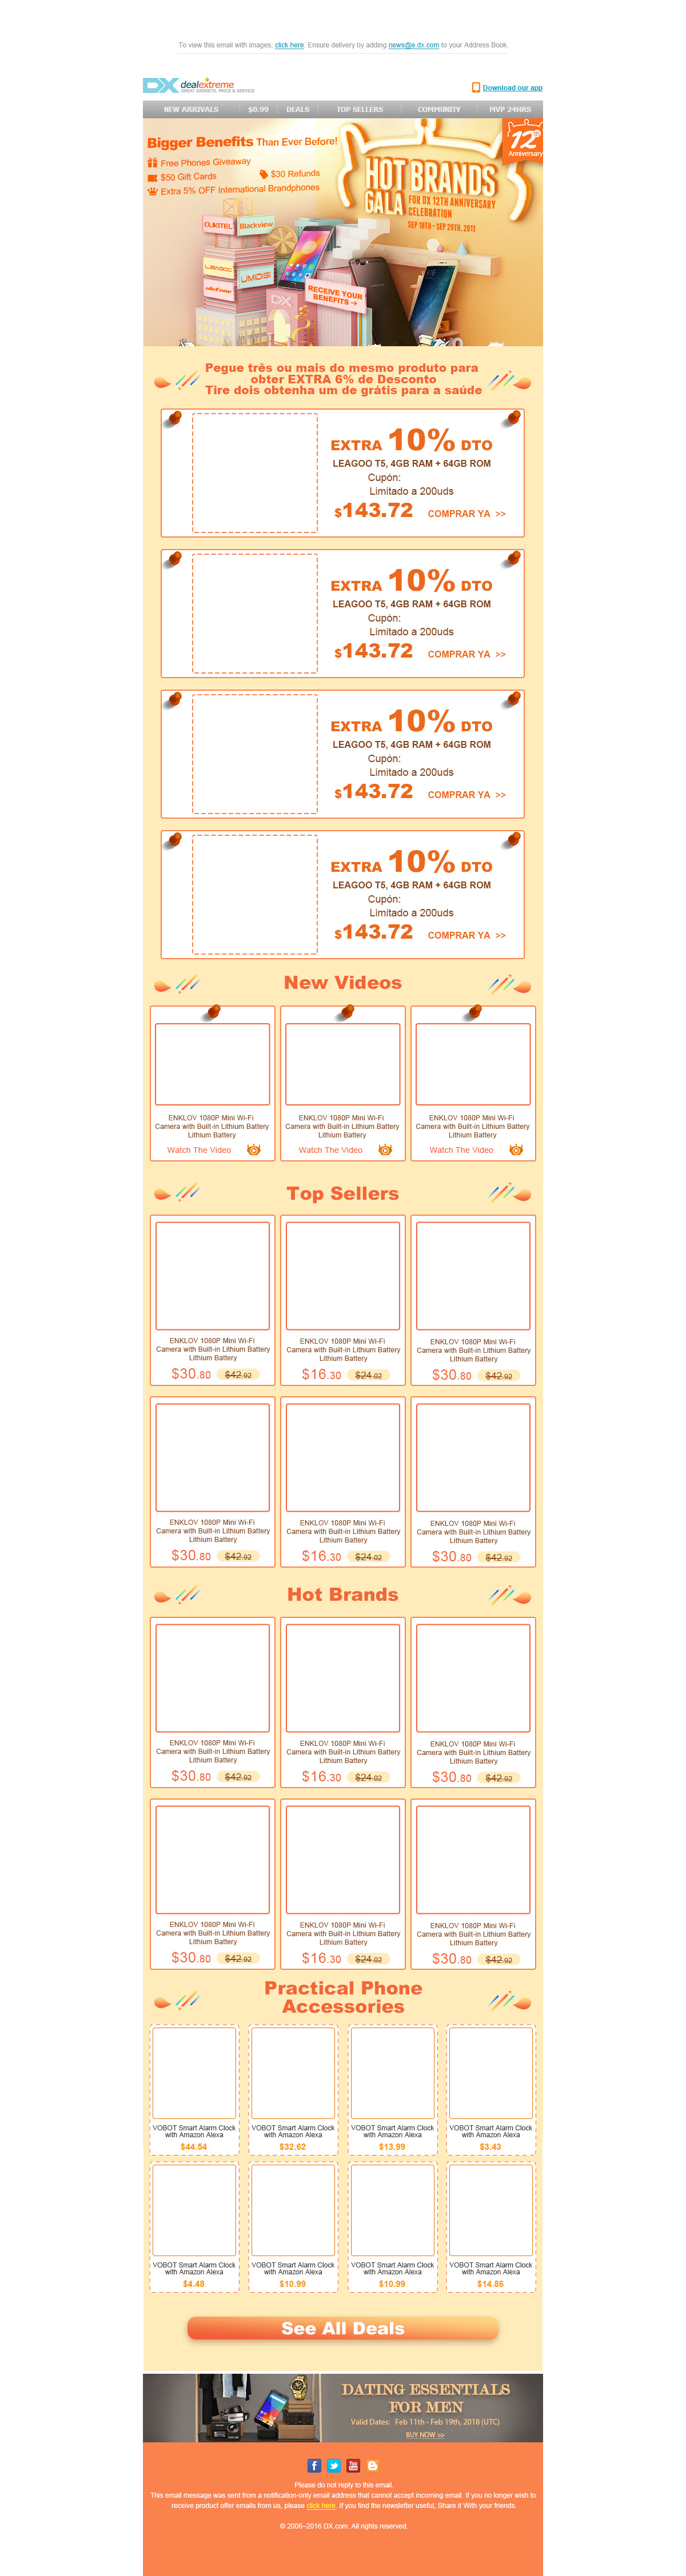 To view this email with images, click here. Ensure delivery by adding news@e.dx.com to your Address Book.
DX dealextreme
GREAT GADGETS, PRICE & SERVICE
Download our app
NEW ARRIVALS $0.99 DEALS TOP SELLERS COMMUNITY MVP 24HRS
Bigger Benefits Than Ever Before!
Free Phones Giveaway
$50 Gift Cards $30 Refunds
Extra 5% OFF International Brandphones
12th
Anniversary
HOT BRANDS
GALA FOR DX 12TH ANNIVERSARY
CELEBRATION
SEP 18TH - SEP 29TH, 2017
OUKITEL Blackview
UMIDIGI
DX
RECEIVE YOUR
BENEFITS →
Pegue três ou mais do mesmo produto para
obter EXTRA 6% de Desconto
Tire dois obtenha um de grátis para a saúde
EXTRA 10% DTO
LEAGOO T5, 4GB RAM + 64GB ROM
Cupón:
Limitado a 200uds
$143.72 COMPRAR YA >>
EXTRA 10% DTO
LEAGOO T5, 4GB RAM + 64GB ROM
Cupón:
Limitado a 200uds
$143.72 COMPRAR YA >>
EXTRA 10% DTO
LEAGOO T5, 4GB RAM + 64GB ROM
Cupón:
Limitado a 200uds
$143.72 COMPRAR YA >>
EXTRA 10% DTO
LEAGOO T5, 4GB RAM + 64GB ROM
Cupón:
Limitado a 200uds
$143.72 COMPRAR YA >>
New Videos
ENKLOV 1080P Mini Wi-Fi ENKLOV 1080P Mini Wi-Fi ENKLOV 1080P Mini Wi-Fi
Camera with Built-in Lithium Battery Camera with Built-in Lithium Battery Camera with Built-in Lithium Battery
Lithium Battery Lithium Battery Lithium Battery
Watch The Video Watch The Video Watch The Video
Top Sellers
ENKLOV 1080P Mini Wi-Fi ENKLOV 1080P Mini Wi-Fi ENKLOV 1080P Mini Wi-Fi
Camera with Built-in Lithium Battery Camera with Built-in Lithium Battery Camera with Built-in Lithium Battery
Lithium Battery Lithium Battery Lithium Battery
$30.80 $42.92 $16.30 $24.02 $30.80 $42.92
ENKLOV 1080P Mini Wi-Fi ENKLOV 1080P Mini Wi-Fi ENKLOV 1080P Mini Wi-Fi
Camera with Built-in Lithium Battery Camera with Built-in Lithium Battery Camera with Built-in Lithium Battery
Lithium Battery Lithium Battery Lithium Battery
$30.80 $42.92 $16.30 $24.02 $30.80 $42.92
Hot Brands
ENKLOV 1080P Mini Wi-Fi ENKLOV 1080P Mini Wi-Fi ENKLOV 1080P Mini Wi-Fi
Camera with Built-in Lithium Battery Camera with Built-in Lithium Battery Camera with Built-in Lithium Battery
Lithium Battery Lithium Battery Lithium Battery
$30.80 $42.92 $16.30 $24.02 $30.80 $42.92
ENKLOV 1080P Mini Wi-Fi ENKLOV 1080P Mini Wi-Fi ENKLOV 1080P Mini Wi-Fi
Camera with Built-in Lithium Battery Camera with Built-in Lithium Battery Camera with Built-in Lithium Battery
Lithium Battery Lithium Battery Lithium Battery
$30.80 $42.92 $16.30 $24.02 $30.80 $42.92
Practical Phone
Accessories
VOBOT Smart Alarm Clock VOBOT Smart Alarm Clock VOBOT Smart Alarm Clock VOBOT Smart Alarm Clock
with Amazon Alexa with Amazon Alexa with Amazon Alexa with Amazon Alexa
$44.54 $32.62 $13.99 $3.43
VOBOT Smart Alarm Clock VOBOT Smart Alarm Clock VOBOT Smart Alarm Clock VOBOT Smart Alarm Clock
with Amazon Alexa with Amazon Alexa with Amazon Alexa with Amazon Alexa
$4.48 $10.99 $10.99 $14.86
See All Deals
DATING ESSENTIALS
FOR MEN
Valid Dates: Feb 11th - Feb 19th, 2018 (UTC)
BUY NOW >>
Please do not reply to this email.
This email message was sent from a notification-only email address that cannot accept incoming email. If you no longer wish to
receive product offer emails from us, please click here. If you find the newsletter useful, Share it With your friends.
© 2006–2016 DX.com. All rights reserved.